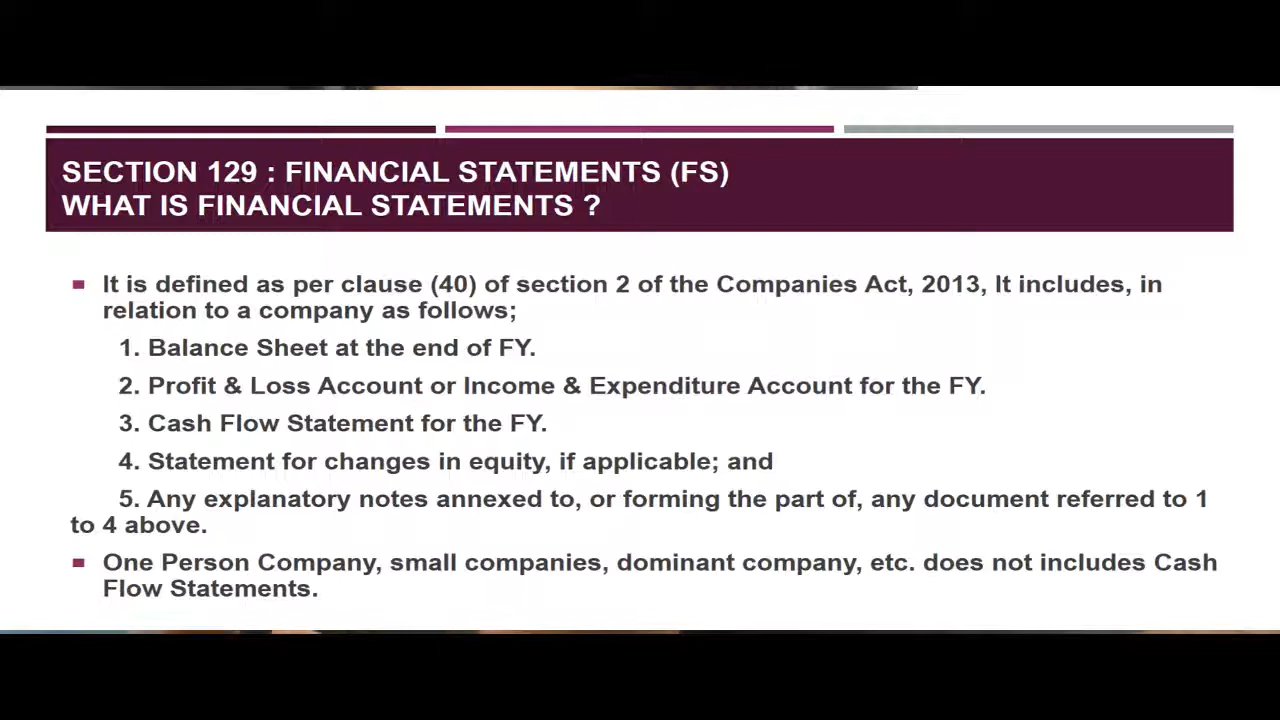 SECTION 129 : FINANCIAL STATEMENTS (FS)
WHAT IS FINANCIAL STATEMENTS ?
It is defined as per clause (40) of section 2 of the Companies Act, 2013, It includes, in
relation to a company as follows;
1. Balance Sheet at the end of FY.
2. Profit & Loss Account or Income & Expenditure Account for the FY.
3. Cash Flow Statement for the FY.
4. Statement for changes in equity, if applicable; and
5. Any explanatory notes annexed to, or forming the part of, any document referred to 1
to 4 above.
One Person Company, small companies, dominant company, etc. does not includes Cash
Flow Statements.